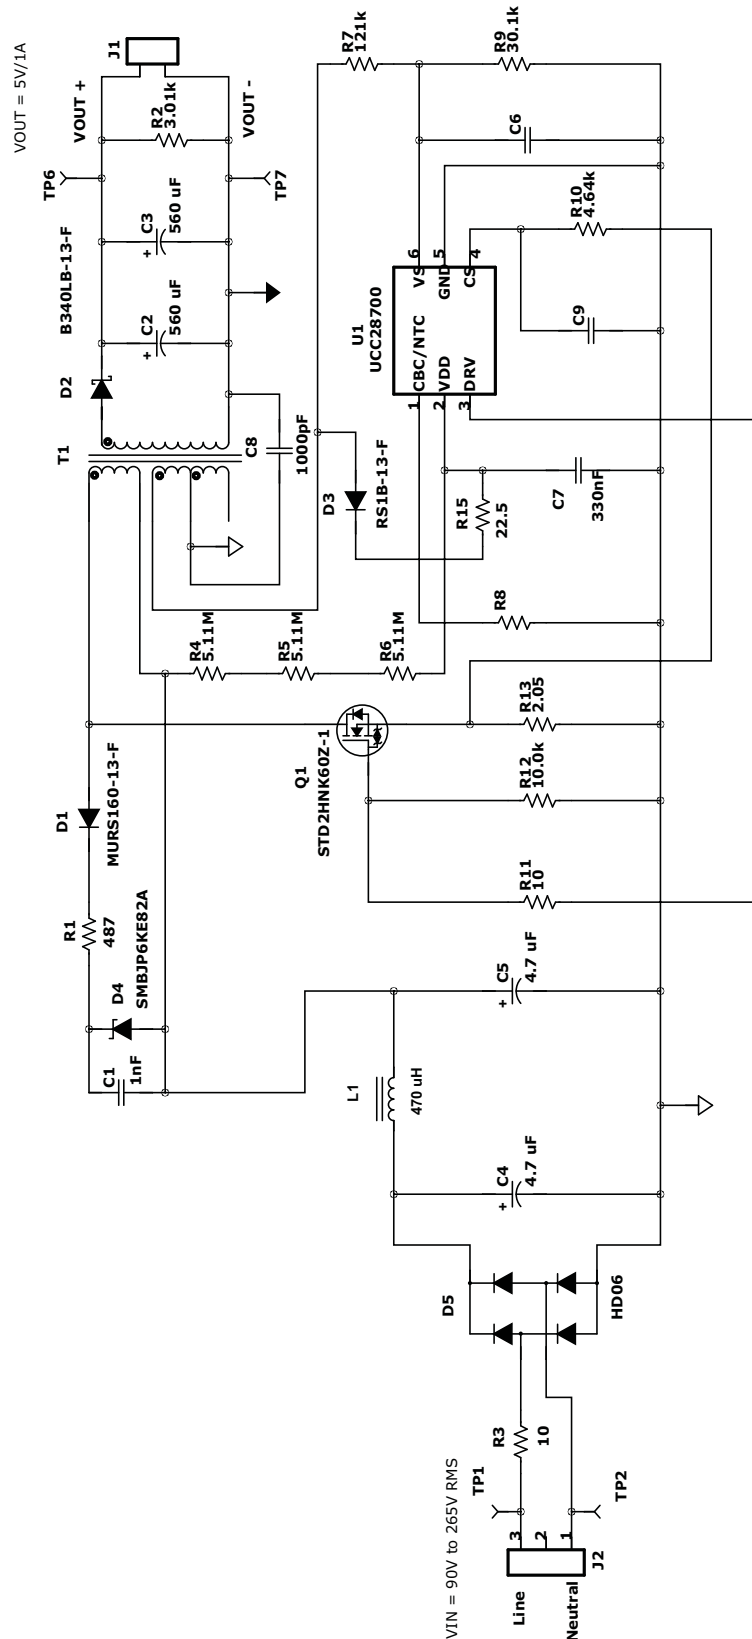 VIN = 90V to 265V RMS
Line
Neutral
J2
3
2
1
TP1
TP2
R3
10
D5
HD06
C4
4.7 uF
+
L1
470 uH
C5
4.7 uF
+
C1
1nF
D4
SMBJP6KE82A
R1
487
D1
MURS160-13-F
R11
10
R12
10.0k
R13
2.05
Q1
STD2HNK60Z-1
R4
5.11M
R5
5.11M
R6
5.11M
R8
T1
D3
RS1B-13-F
R15
22.5
C7
330nF
C8
1000pF
U1
UCC28700
1
CBC/NTC
2
VDD
3
DRV
VS
6
GND
5
CS
4
C9
R10
4.64k
C6
R7
121k
R9
30.1k
D2
B340LB-13-F
C2
560 uF
+
C3
560 uF
+
TP6
TP7
R2
3.01k
VOUT +
VOUT -
J1
VOUT = 5V/1A